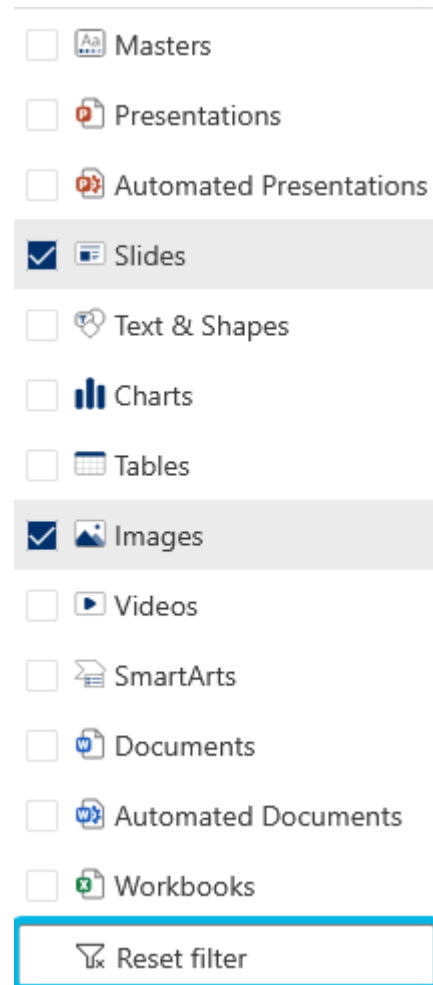 Masters
Presentations
Automated Presentations
Slides
Text & Shapes
Charts
Tables
Images
Videos
SmartArts
Documents
Automated Documents
Workbooks
Reset filter